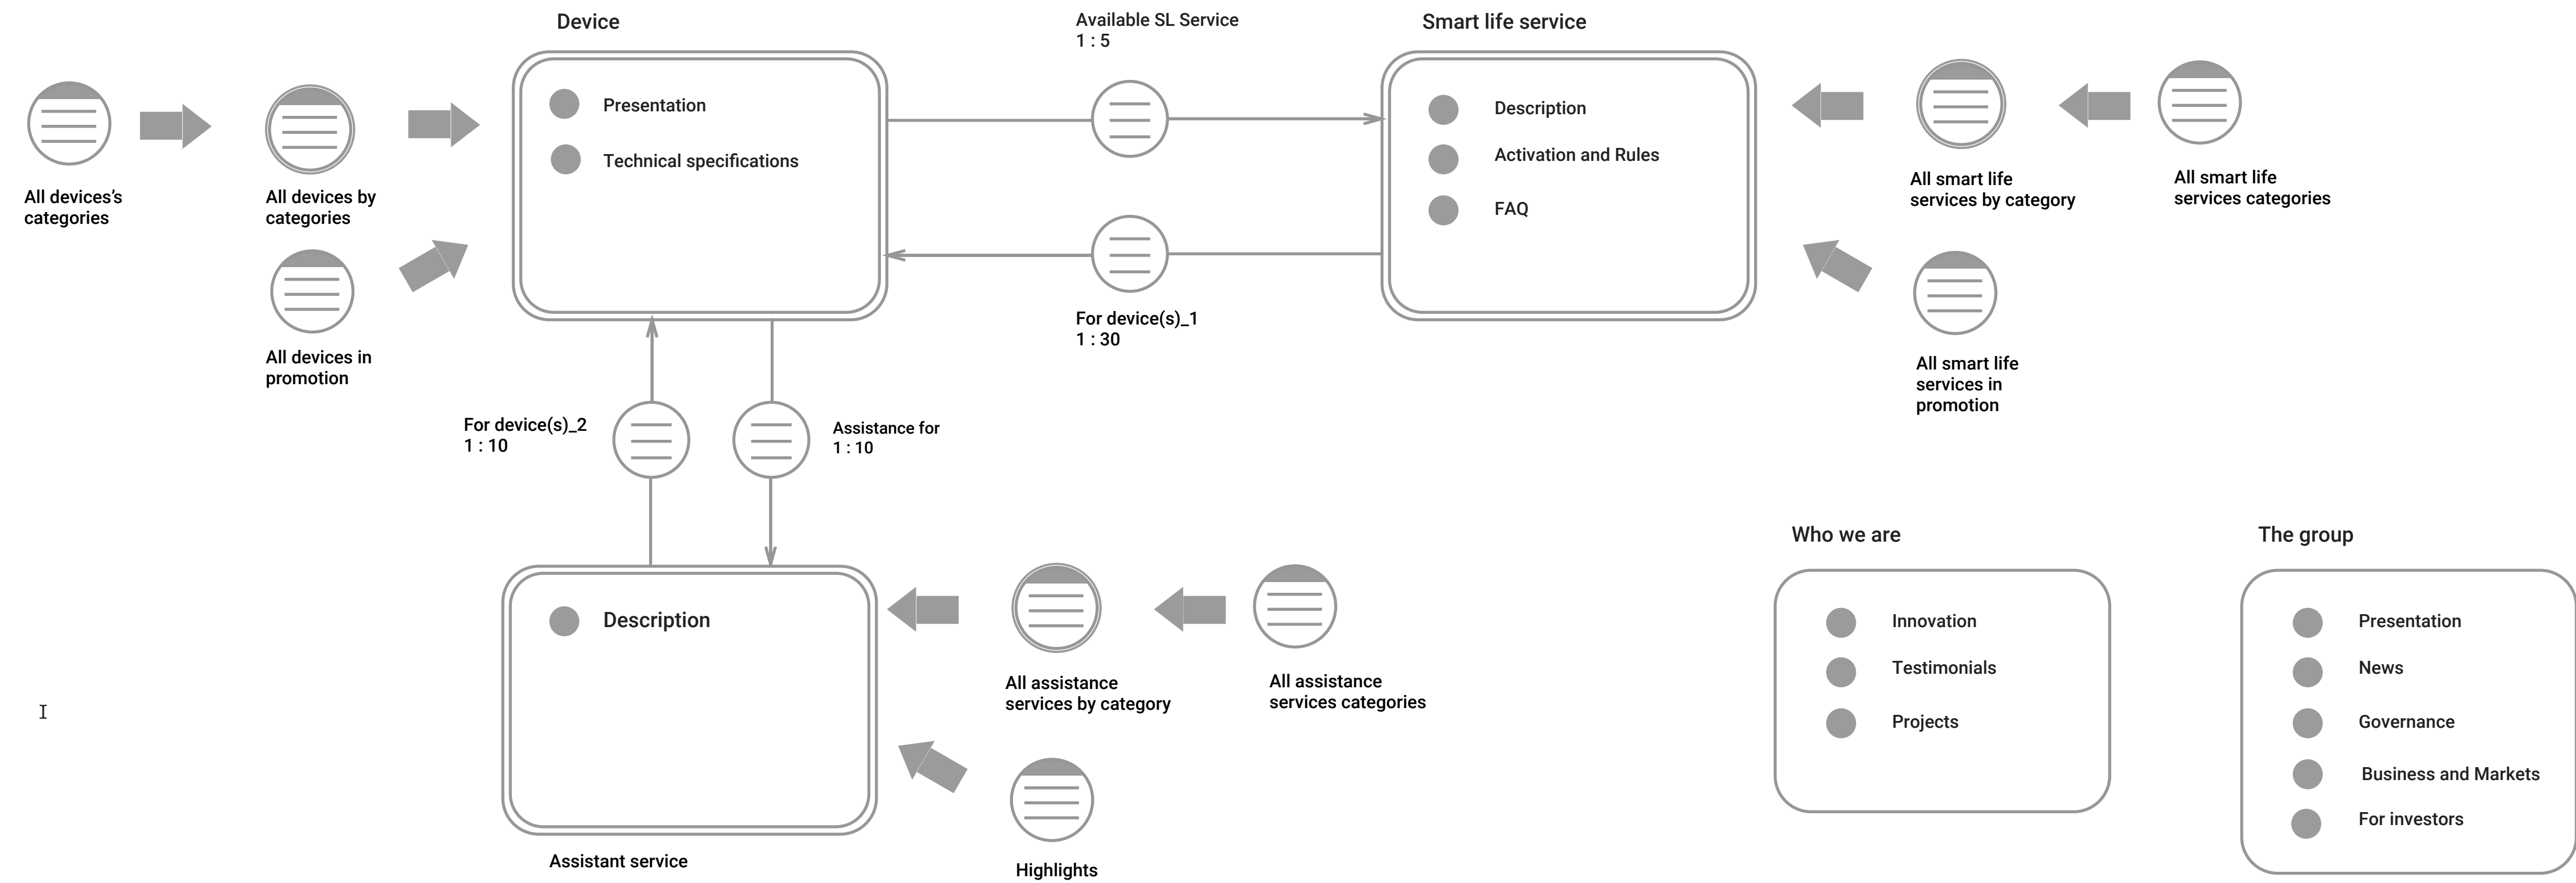 Device
Available SL Service
1 : 5
Smart life service
Presentation
Technical specifications
Description
Activation and Rules
FAQ
All devices's
categories
All devices by
categories
All smart life
services by category
All smart life
services categories
All devices in
promotion
For device(s)_1
1 : 30
All smart life
services in
promotion
For device(s)_2
1 : 10
Assistance for
1 : 10
Description
Assistant service
All assistance
services by category
All assistance
services categories
Highlights
Who we are
Innovation
Testimonials
Projects
The group
Presentation
News
Governance
Business and Markets
For investors